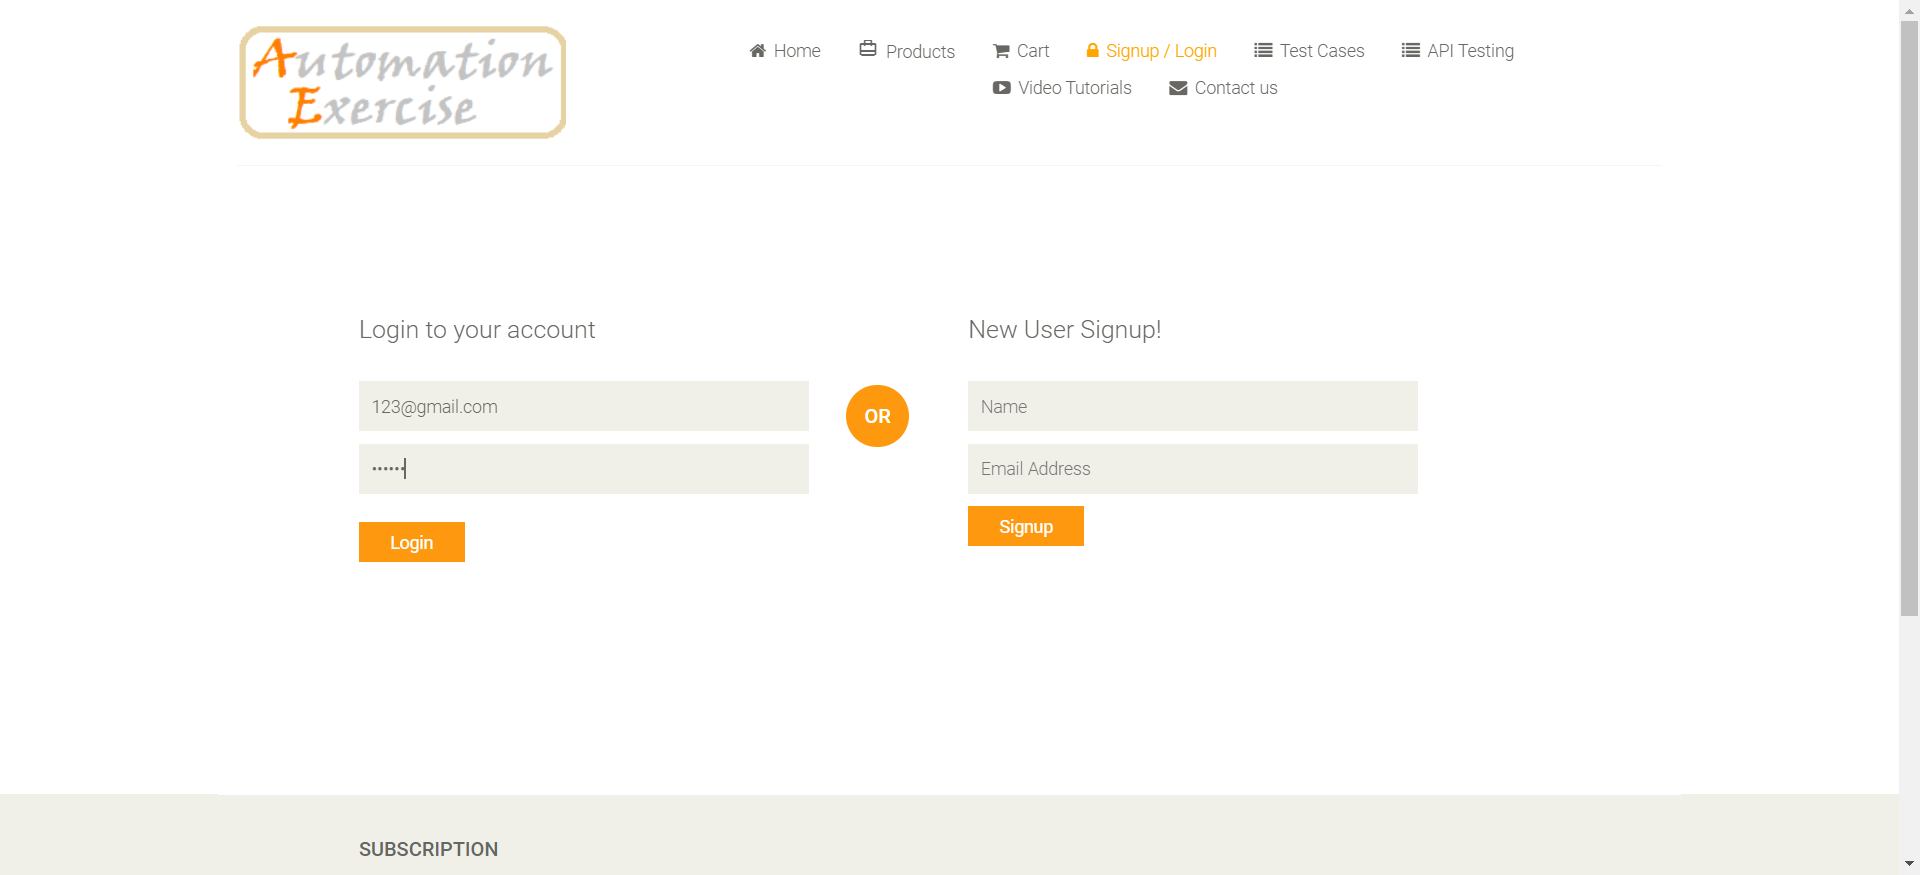 Automation
Exercise
Home Products Cart Signup / Login Test Cases API Testing
Video Tutorials Contact us
Login to your account
New User Signup!
123@gmail.com
OR
Name
••••••
Email Address
Login
Signup
SUBSCRIPTION